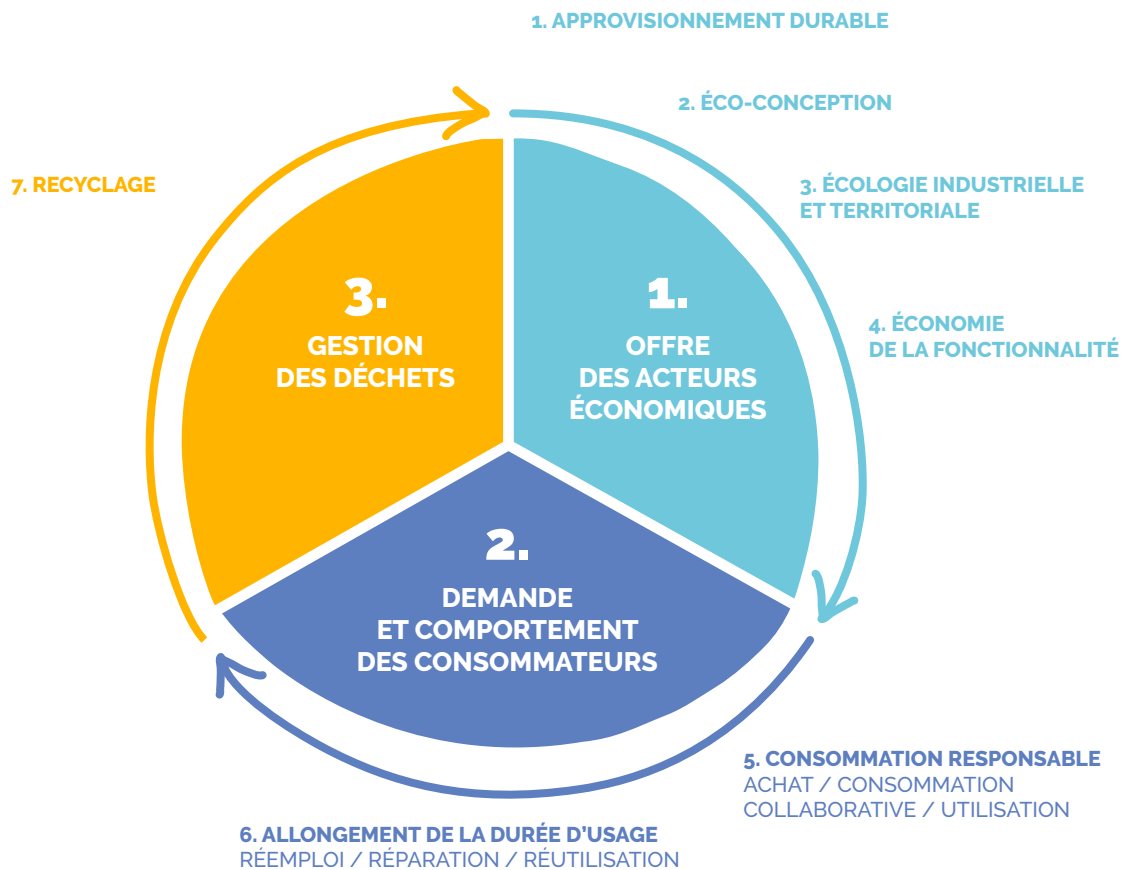 1. APPROVISIONNEMENT DURABLE
2. ÉCO-CONCEPTION
3. ÉCOLOGIE INDUSTRIELLE
ET TERRITORIALE
4. ÉCONOMIE
DE LA FONCTIONNALITÉ
1.
OFFRE
DES ACTEURS
ÉCONOMIQUES
2.
DEMANDE
ET COMPORTEMENT
DES CONSOMMATEURS
5. CONSOMMATION RESPONSABLE
ACHAT / CONSOMMATION
COLLABORATIVE / UTILISATION
6. ALLONGEMENT DE LA DURÉE D'USAGE
RÉEMPLOI / RÉPARATION / RÉUTILISATION
3.
GESTION
DES DÉCHETS
7. RECYCLAGE